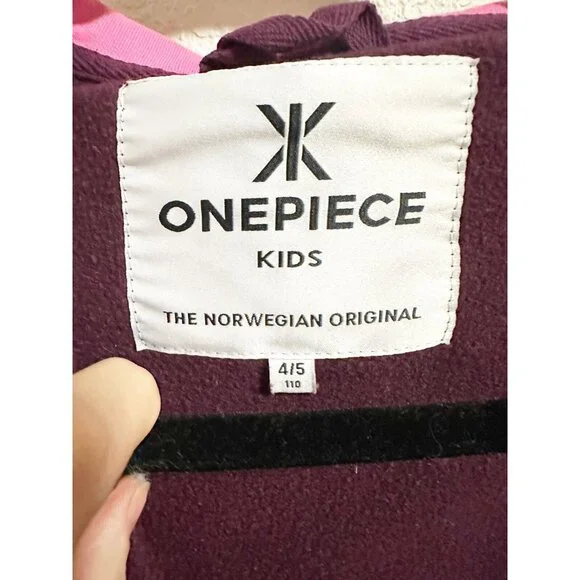 ONEPIECE
KIDS
THE NORWEGIAN ORIGINAL
4/5
110